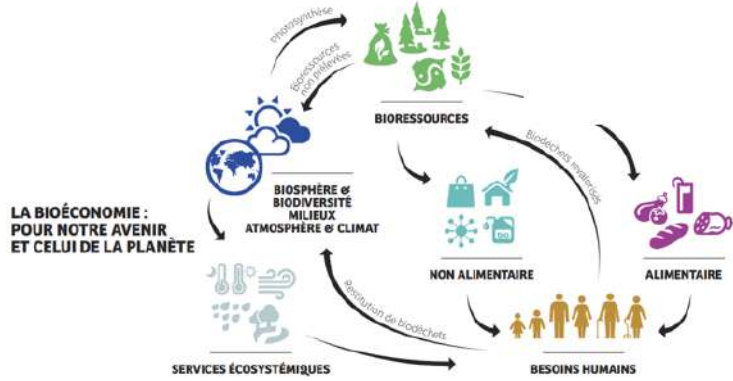 Photosynthèse
Bioressources
non prélevées
BIORESSOURCES
Biodéchets revalorisés
BIOSPHÈRE &
BIODIVERSITÉ
MILIEUX
ATMOSPHÈRE & CLIMAT
LA BIOÉCONOMIE :
POUR NOTRE AVENIR
ET CELUI DE LA PLANÈTE
NON ALIMENTAIRE
ALIMENTAIRE
Restitution de biodéchets
SERVICES ÉCOSYSTÉMIQUES
BESOINS HUMAINS